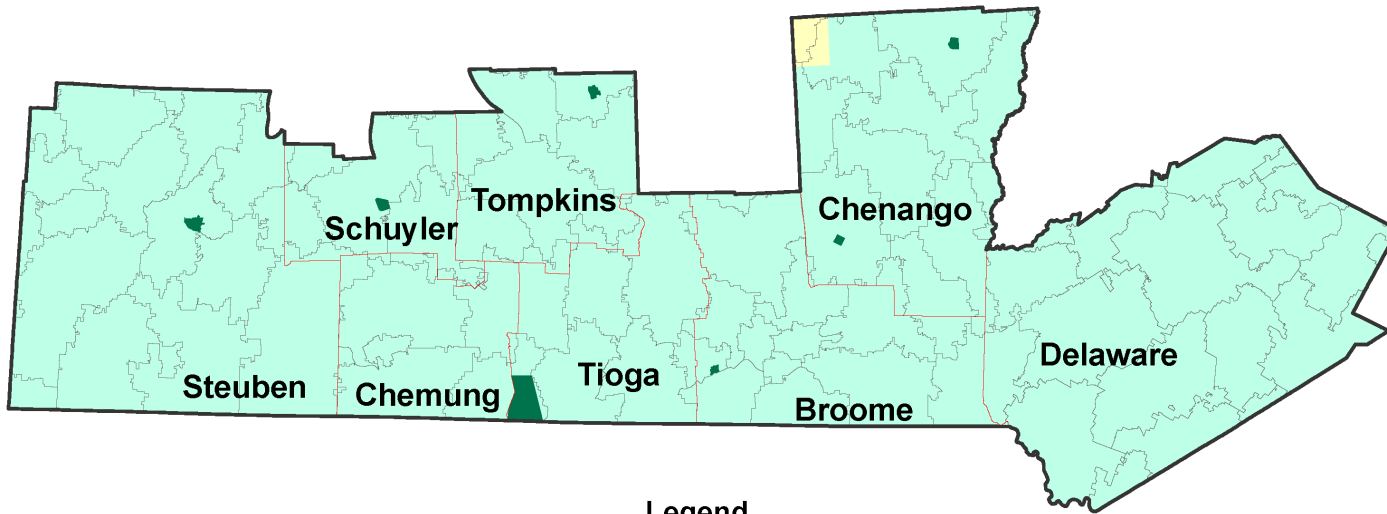 Tompkins
Schuyler
Chenango
Delaware
Tioga
Steuben
Chemung
Broome
Legend